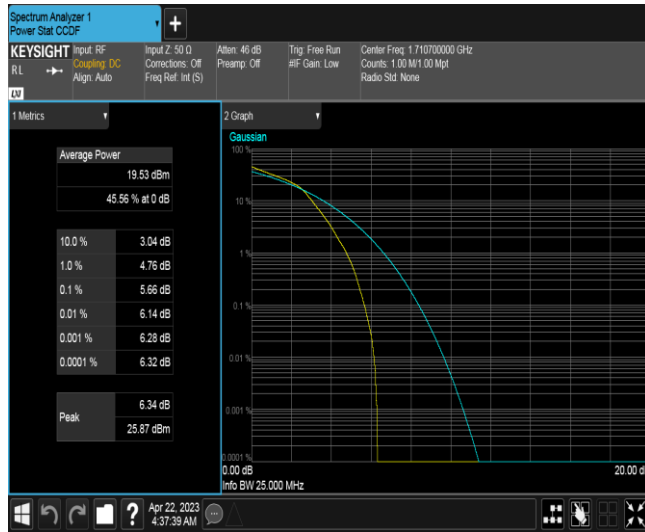 Spectrum Analyzer 1
Power Stat CCDF
+
KEYSIGHT
RL
LXI
Input: RF
Coupling: DC
Align: Auto
Input Z: 50 Ω
Corrections: Off
Freq Ref: Int (S)
Atten: 46 dB
Preamp: Off
Trig: Free Run
#IF Gain: Low
Center Freq: 1.710700000 GHz
Counts: 1.00 M/1.00 Mpt
Radio Std: None
1 Metrics
Average Power
19.53 dBm
45.56 % at 0 dB
10.0 % 3.04 dB
1.0 % 4.76 dB
0.1 % 5.66 dB
0.01 % 6.14 dB
0.001 % 6.28 dB
0.0001 % 6.32 dB
Peak 6.34 dB
25.87 dBm
2 Graph
Gaussian
100 %
10 %
1 %
0.1 %
0.01 %
0.001 %
0.0001 %
0.00 dB 20.00 d
Info BW 25.000 MHz
? Apr 22, 2023
4:37:39 AM